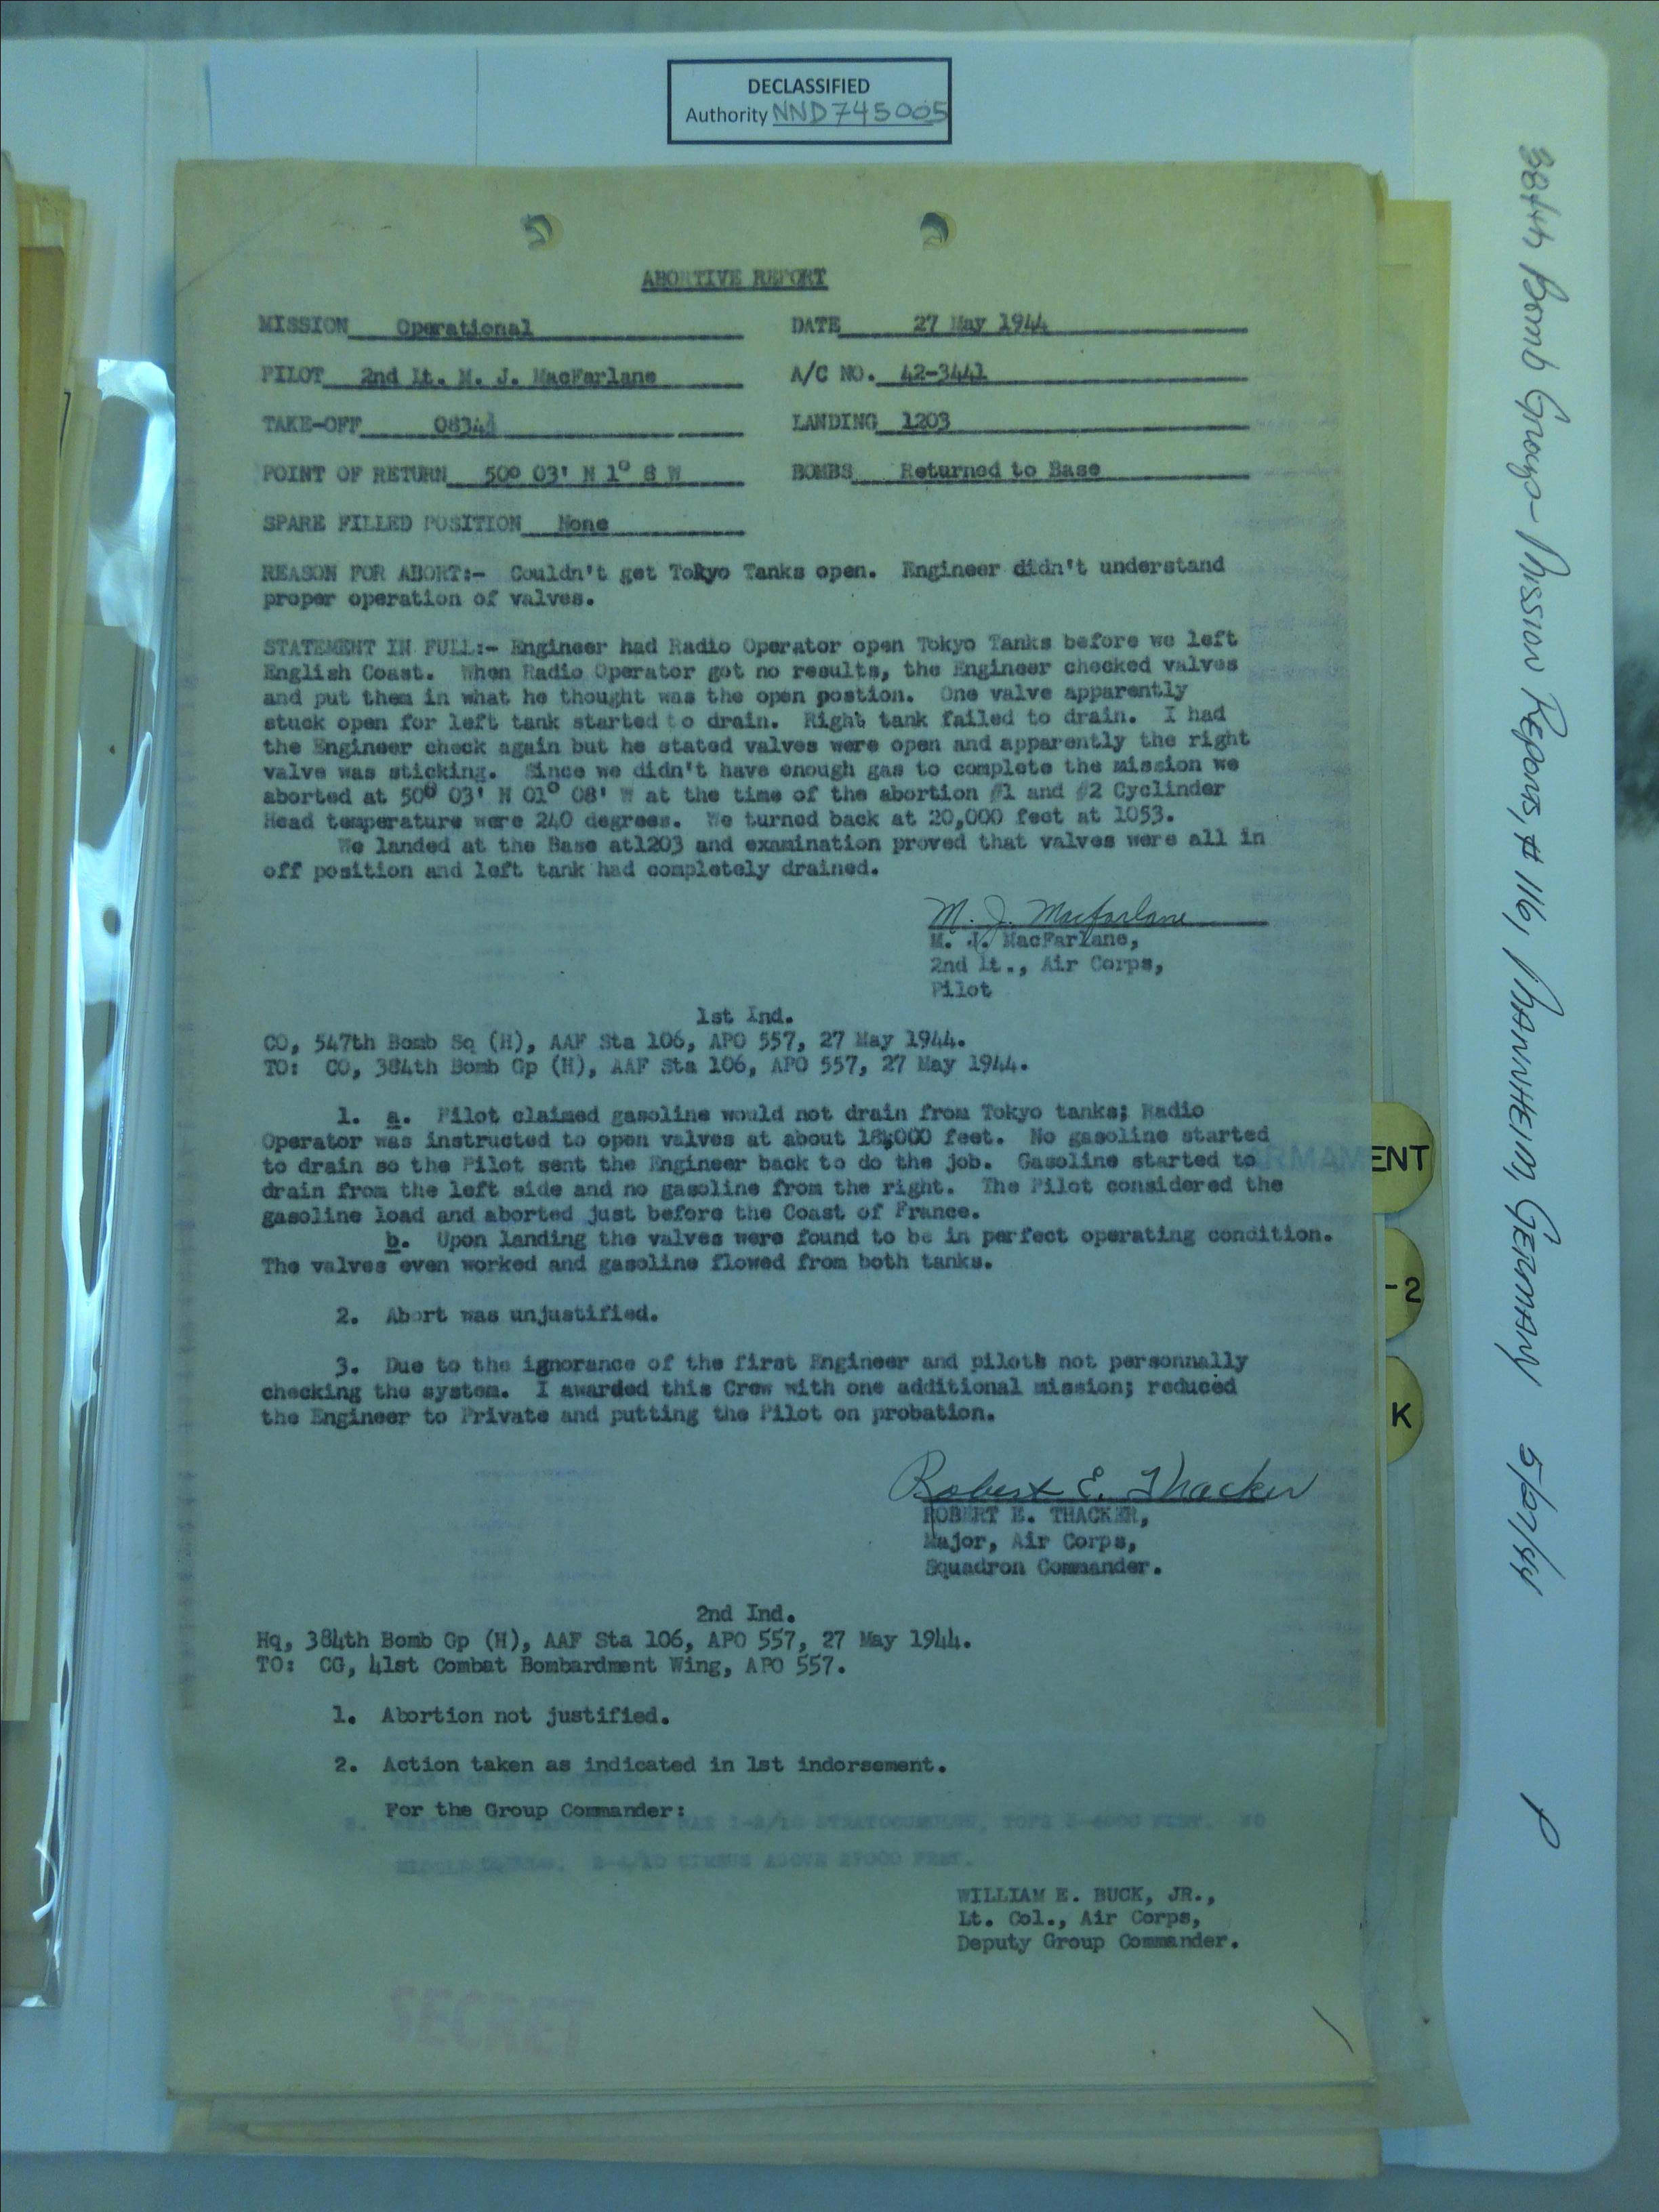 DECLASSIFIED
Authority NND745005
ABORTIVE REPORT
MISSION Operational DATE 27 May 1944
PILOT 2nd Lt. M. J. MacFarlane A/C NO. 42-3441
TAKE-OFF LANDING 1203
POINT OF RETURN 50° 03' N 1° 8 W BOMBS Returned to Base
SPARE FILLED POSITION None
REASON FOR ABORT:- Couldn't get Tokyo Tanks open. Engineer didn't understand
proper operation of valves.
STATEMENT IN FULL:- Engineer had Radio Operator open Tokyo Tanks before we left
English Coast. When Radio Operator got no results, the Engineer checked valves
and put them in what he thought was the open postion. One valve apparently
stuck open for left tank started to drain. Right tank failed to drain. I had
the Engineer check again but he stated valves were open and apparently the right
valve was sticking. Since we didn't have enough gas to complete the mission we
aborted at 50° 03' N 01° 08' W at the time of the abortion #1 and #2 Cyclinder
Head temperature were 240 degrees. We turned back at 20,000 feet at 1053.
We landed at the Base at1203 and examination proved that valves were all in
off position and left tank had completely drained.
M. J. Macfarlane
M. J. MacFarlane,
2nd Lt., Air Corps,
Pilot
1st Ind.
CO, 547th Bomb Sq (H), AAF Sta 106, APO 557, 27 May 1944.
TO: CO, 384th Bomb Gp (H), AAF Sta 106, APO 557, 27 May 1944.
1. a. Pilot claimed gasoline would not drain from Tokyo tanks; Radio
Operator was instructed to open valves at about feet. No gasoline started
to drain so the Pilot sent the Engineer back to do the job. Gasoline started to
drain from the left side and no gasoline from the right. The Pilot considered the
gasoline load and aborted just before the Coast of France.
b. Upon landing the valves were found to be in perfect operating condition.
The valves even worked and gasoline flowed from both tanks.
2. Abort was unjustified.
3. Due to the ignorance of the first Engineer and pilots not personnally
checking the system. I awarded this Crew with one additional mission; reduced
the Engineer to Private and putting the Pilot on probation.
Robert E. Thacker
ROBERT E. THACKER,
Major, Air Corps,
Squadron Commander.
2nd Ind.
Hq, 384th Bomb Gp (H), AAF Sta 106, APO 557, 27 May 1944.
TO: CG, 41st Combat Bombardment Wing, APO 557.
1. Abortion not justified.
2. Action taken as indicated in 1st indorsement.
For the Group Commander:
WILLIAM E. BUCK, JR.,
Lt. Col., Air Corps,
Deputy Group Commander.
SECRET
ARMAMENT
-2
K
384th Bomb Group - Mission Reports, # 116, MANNHEIM, GERMANY 5/27/44 P